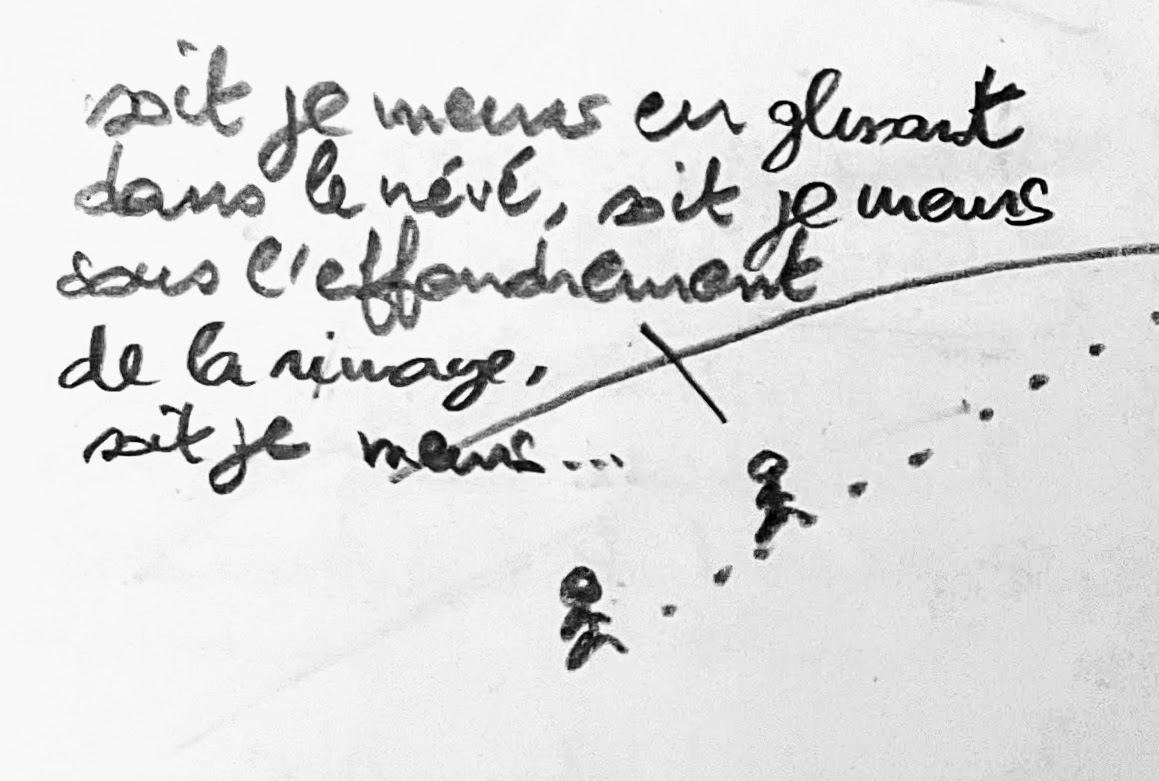 soit je meurs en glissant
dans le névé, soit je meurs
sous l'effondrement
de la rimaye,
soit je meurs...